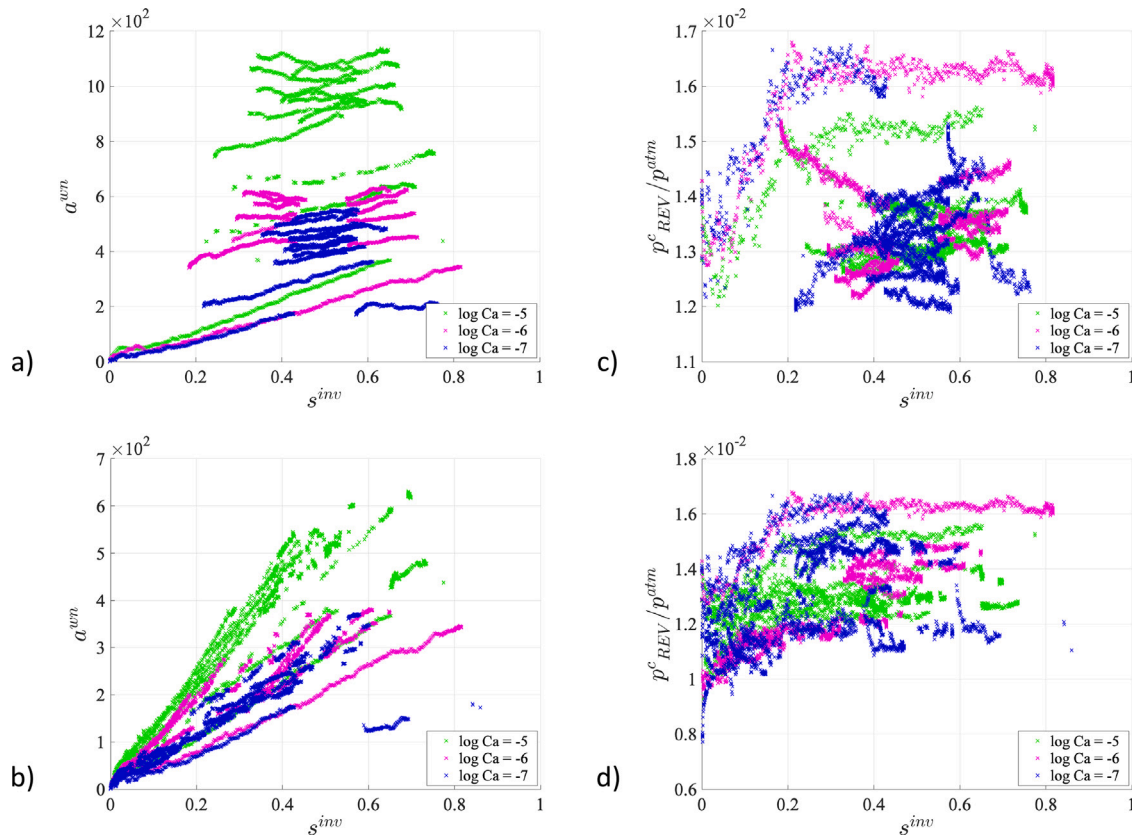 ×10²
12
10
8
6
4
2
0
a^{wn}
0 0.2 0.4 0.6 0.8 1
s^{inv}
log Ca = -5
log Ca = -6
log Ca = -7
a)
×10⁻²
1.7
1.6
1.5
1.4
1.3
1.2
1.1
p^c_{REV}/p^{atm}
0 0.2 0.4 0.6 0.8 1
s^{inv}
log Ca = -5
log Ca = -6
log Ca = -7
c)
×10²
7
6
5
4
3
2
1
0
a^{wn}
0 0.2 0.4 0.6 0.8 1
s^{inv}
log Ca = -5
log Ca = -6
log Ca = -7
b)
×10⁻²
1.8
1.6
1.4
1.2
1
0.8
0.6
p^c_{REV}/p^{atm}
0 0.2 0.4 0.6 0.8 1
s^{inv}
log Ca = -5
log Ca = -6
log Ca = -7
d)